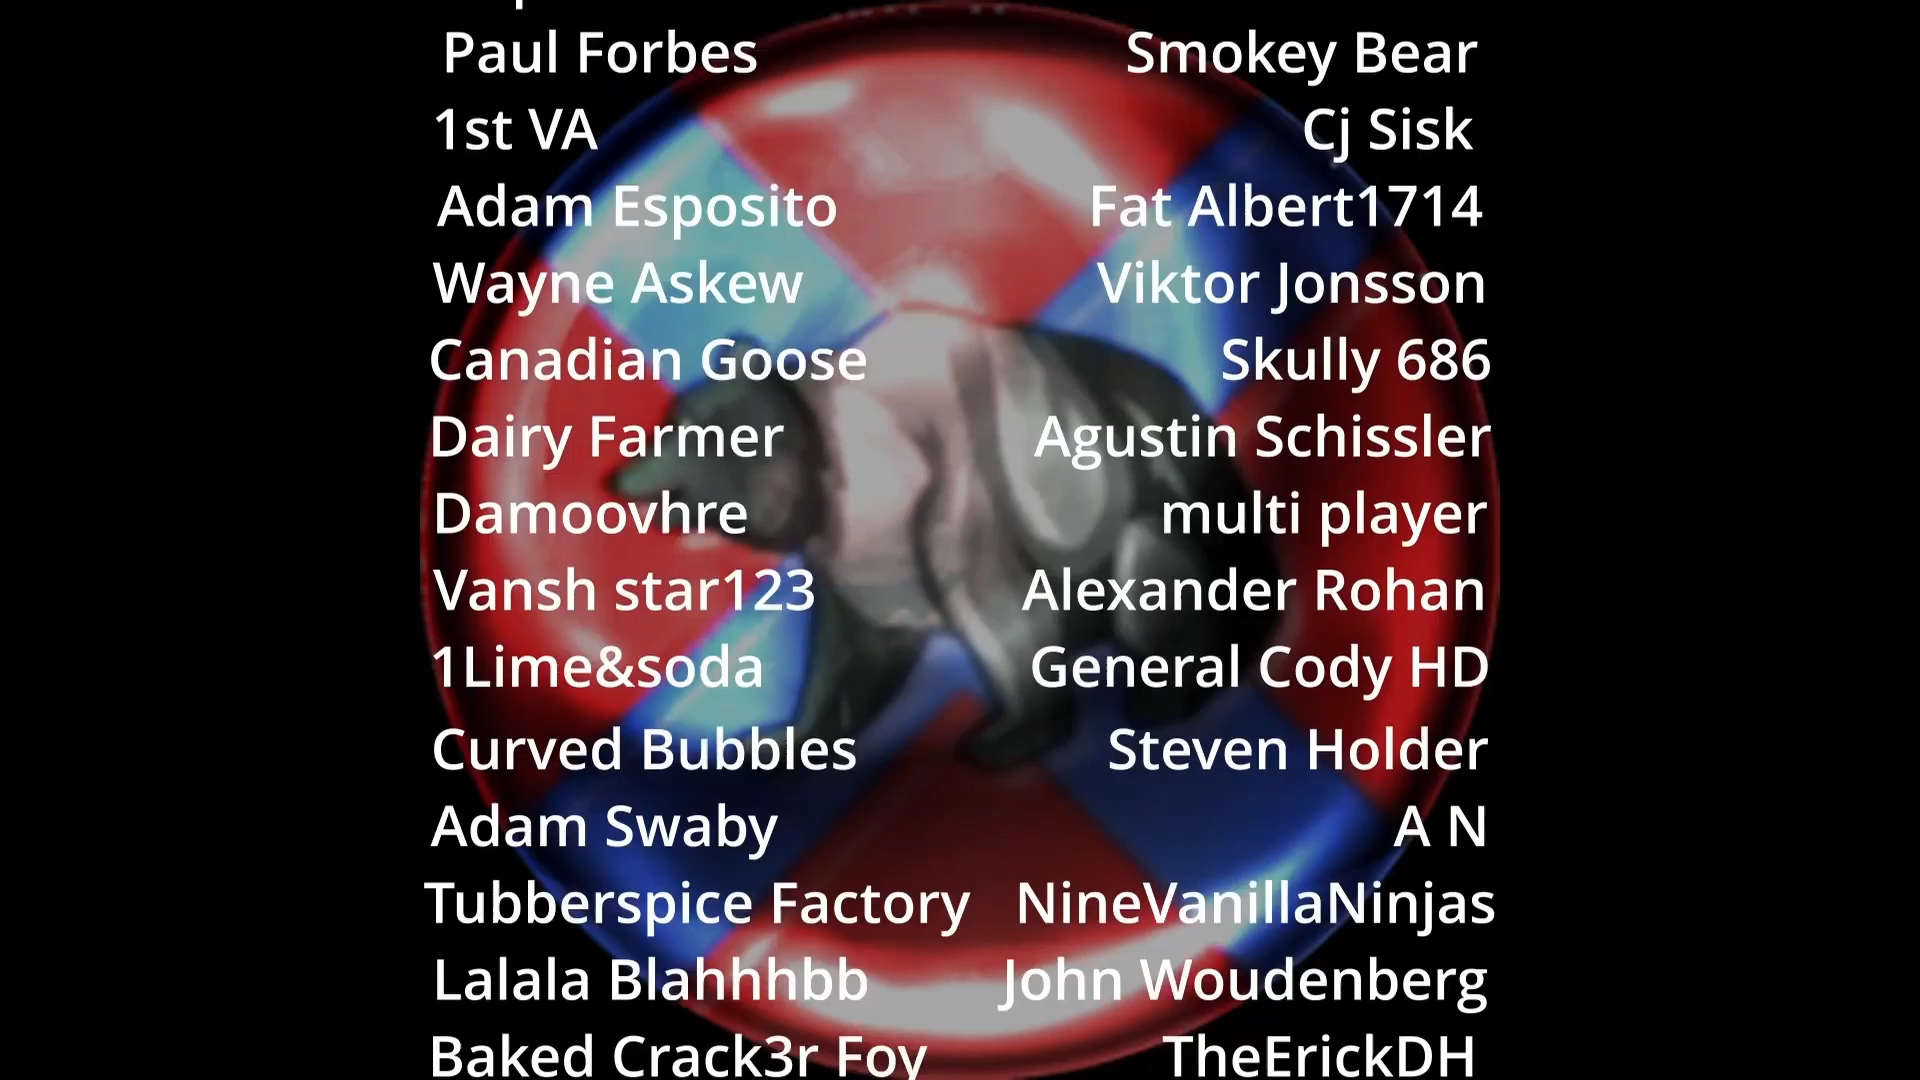 Paul Forbes Smokey Bear
1st VA Cj Sisk
Adam Esposito Fat Albert1714
Wayne Askew Viktor Jonsson
Canadian Goose Skully 686
Dairy Farmer Agustin Schissler
Damoovhre multi player
Vansh star123 Alexander Rohan
1Lime&soda General Cody HD
Curved Bubbles Steven Holder
Adam Swaby A N
Tubberspice Factory NineVanillaNinjas
Lalala Blahhhbb John Woudenberg
Baked Crack3r Foy TheErickDH